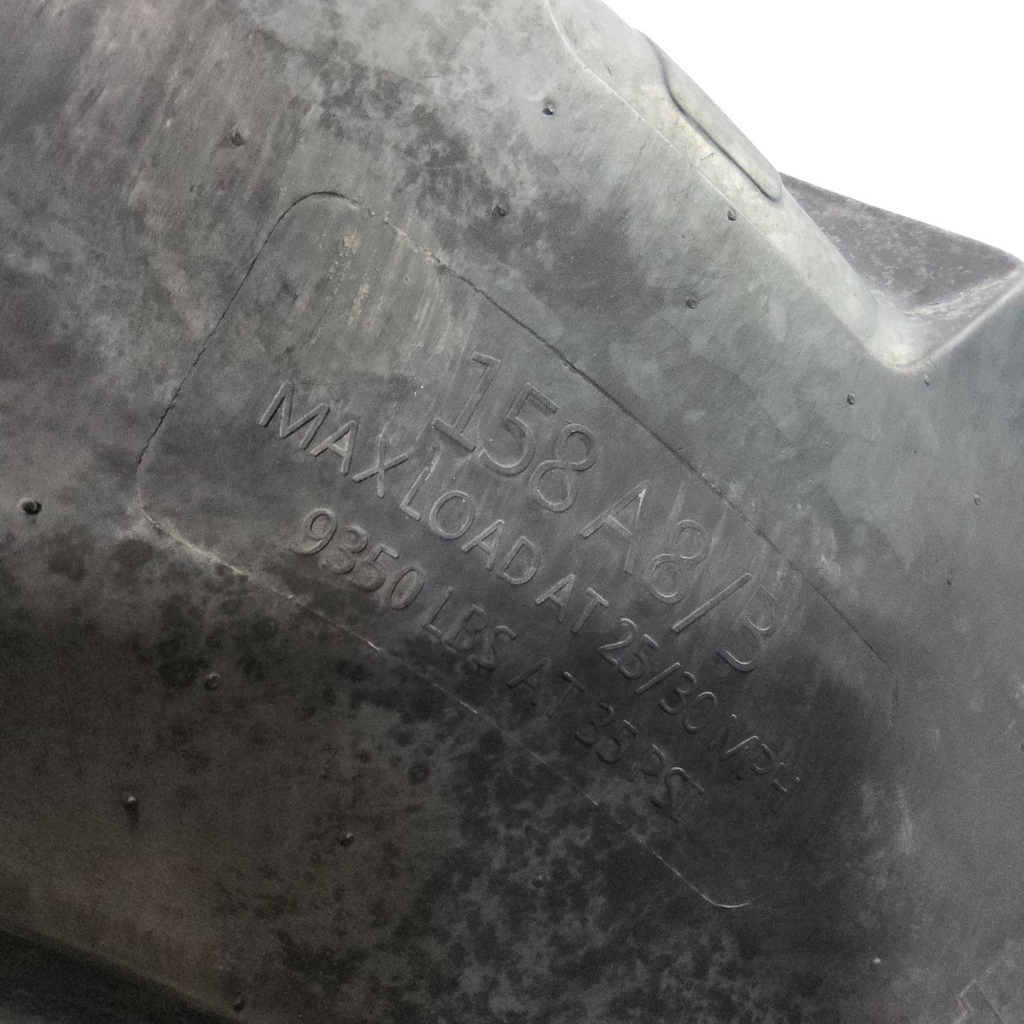 158 A8/B
MAX LOAD AT 25/30 MPH
9350 LBS AT 35 PSI